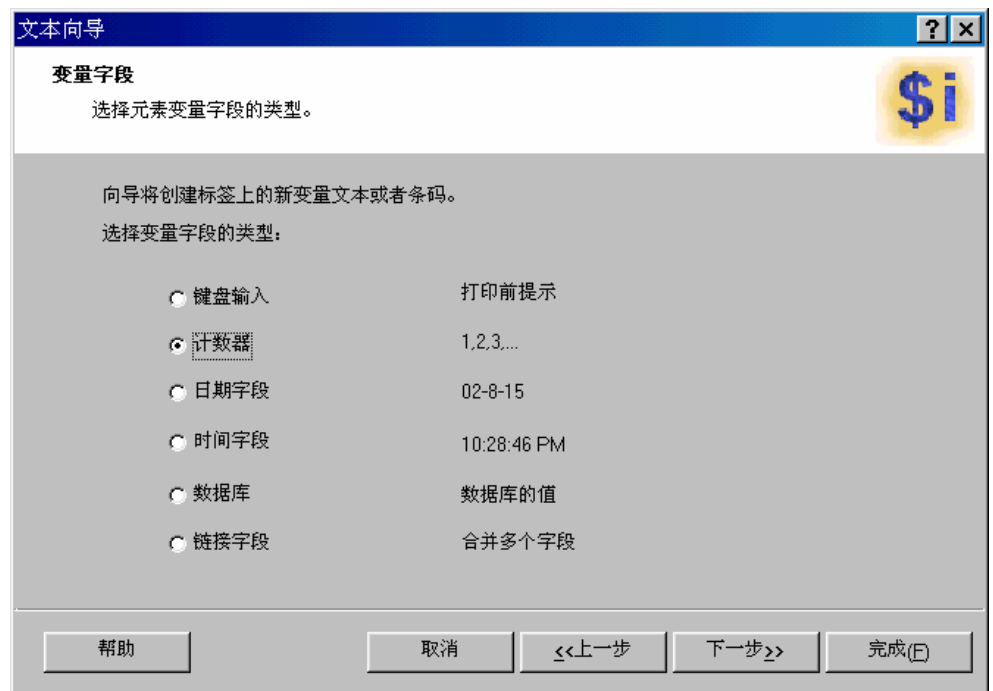 文本向导
变量字段
选择元素变量字段的类型。
$i
向导将创建标签上的新变量文本或者条码。
选择变量字段的类型:
键盘输入 打印前提示
计数器 1,2,3,...
日期字段 02-8-15
时间字段 10:28:46 PM
数据库 数据库的值
链接字段 合并多个字段
帮助 取消 <<上一步 下一步>> 完成(F)